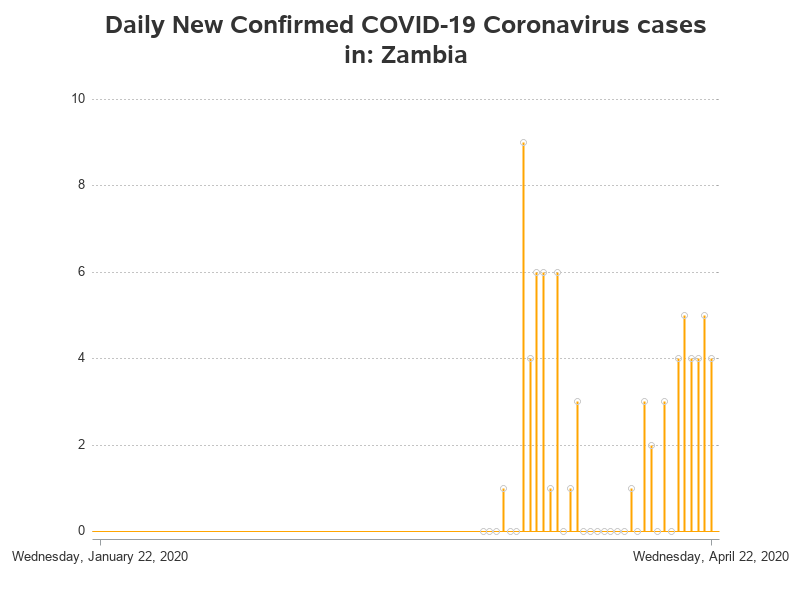 Daily New Confirmed COVID-19 Coronavirus cases
in: Zambia
10
8
6
4
2
0
Wednesday, January 22, 2020
Wednesday, April 22, 2020